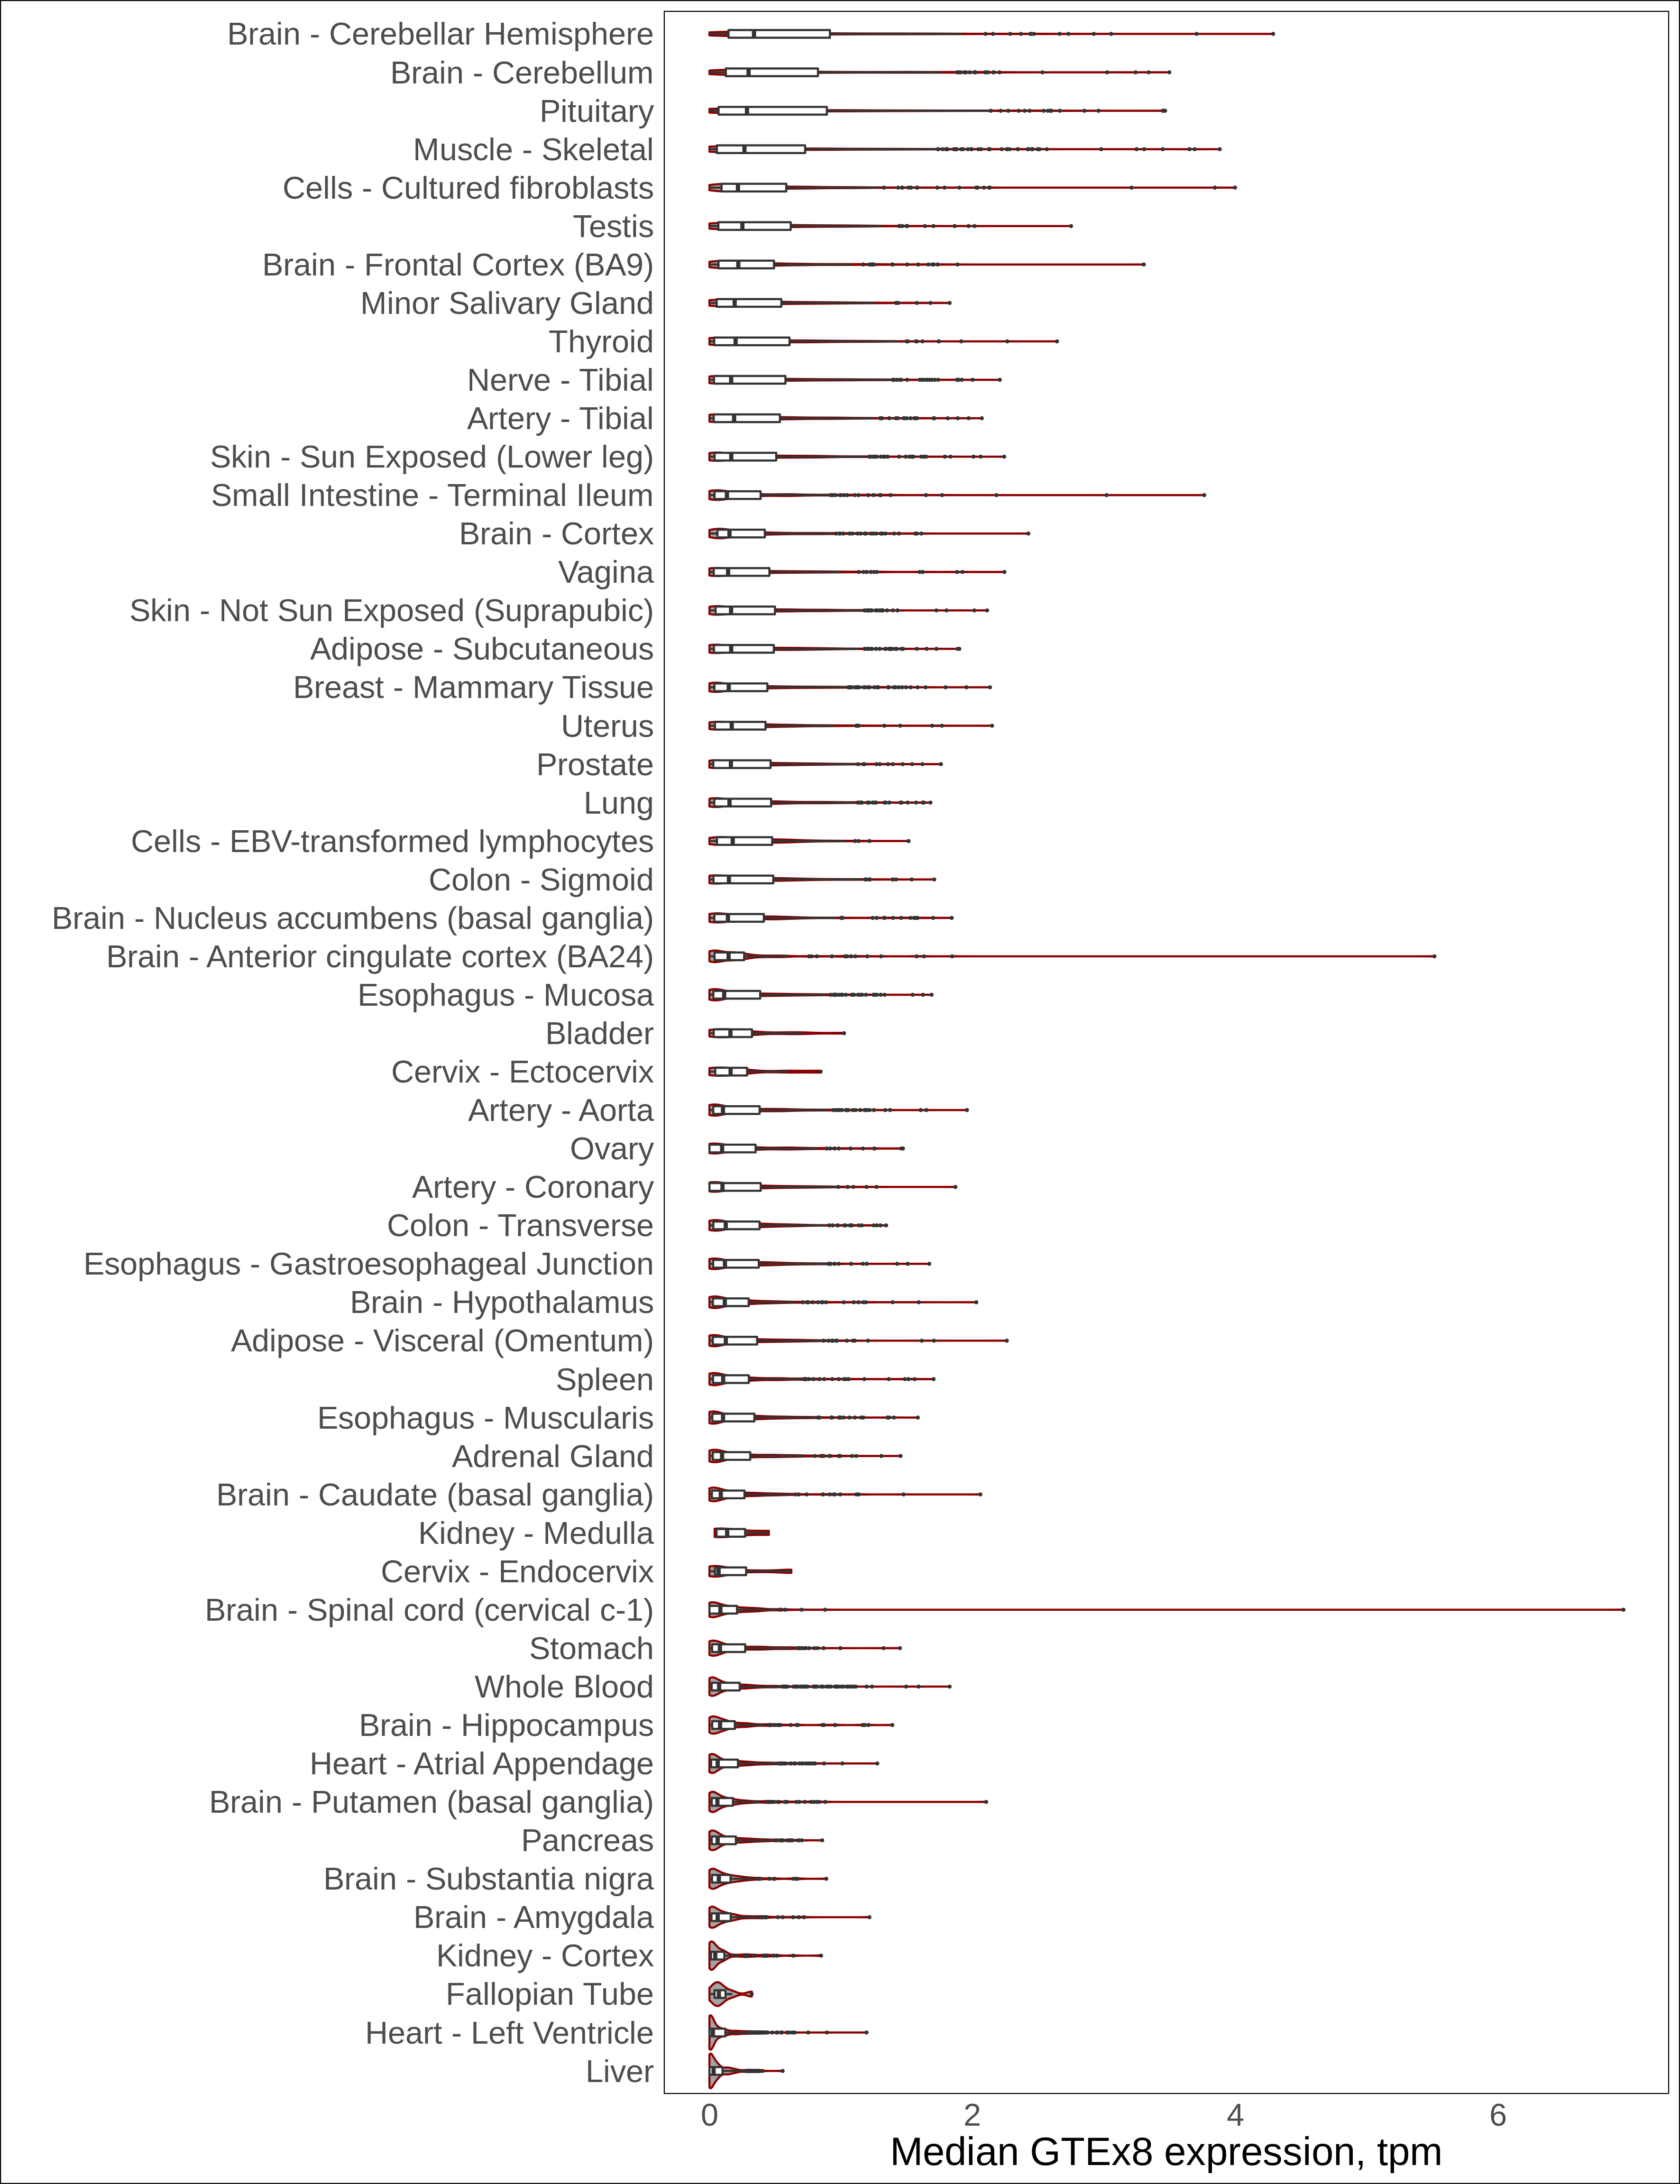 Brain - Cerebellar Hemisphere
Brain - Cerebellum
Pituitary
Muscle - Skeletal
Cells - Cultured fibroblasts
Testis
Brain - Frontal Cortex (BA9)
Minor Salivary Gland
Thyroid
Nerve - Tibial
Artery - Tibial
Skin - Sun Exposed (Lower leg)
Small Intestine - Terminal Ileum
Brain - Cortex
Vagina
Skin - Not Sun Exposed (Suprapubic)
Adipose - Subcutaneous
Breast - Mammary Tissue
Uterus
Prostate
Lung
Cells - EBV-transformed lymphocytes
Colon - Sigmoid
Brain - Nucleus accumbens (basal ganglia)
Brain - Anterior cingulate cortex (BA24)
Esophagus - Mucosa
Bladder
Cervix - Ectocervix
Artery - Aorta
Ovary
Artery - Coronary
Colon - Transverse
Esophagus - Gastroesophageal Junction
Brain - Hypothalamus
Adipose - Visceral (Omentum)
Spleen
Esophagus - Muscularis
Adrenal Gland
Brain - Caudate (basal ganglia)
Kidney - Medulla
Cervix - Endocervix
Brain - Spinal cord (cervical c-1)
Stomach
Whole Blood
Brain - Hippocampus
Heart - Atrial Appendage
Brain - Putamen (basal ganglia)
Pancreas
Brain - Substantia nigra
Brain - Amygdala
Kidney - Cortex
Fallopian Tube
Heart - Left Ventricle
Liver
0 2 4 6
Median GTEx8 expression, tpm